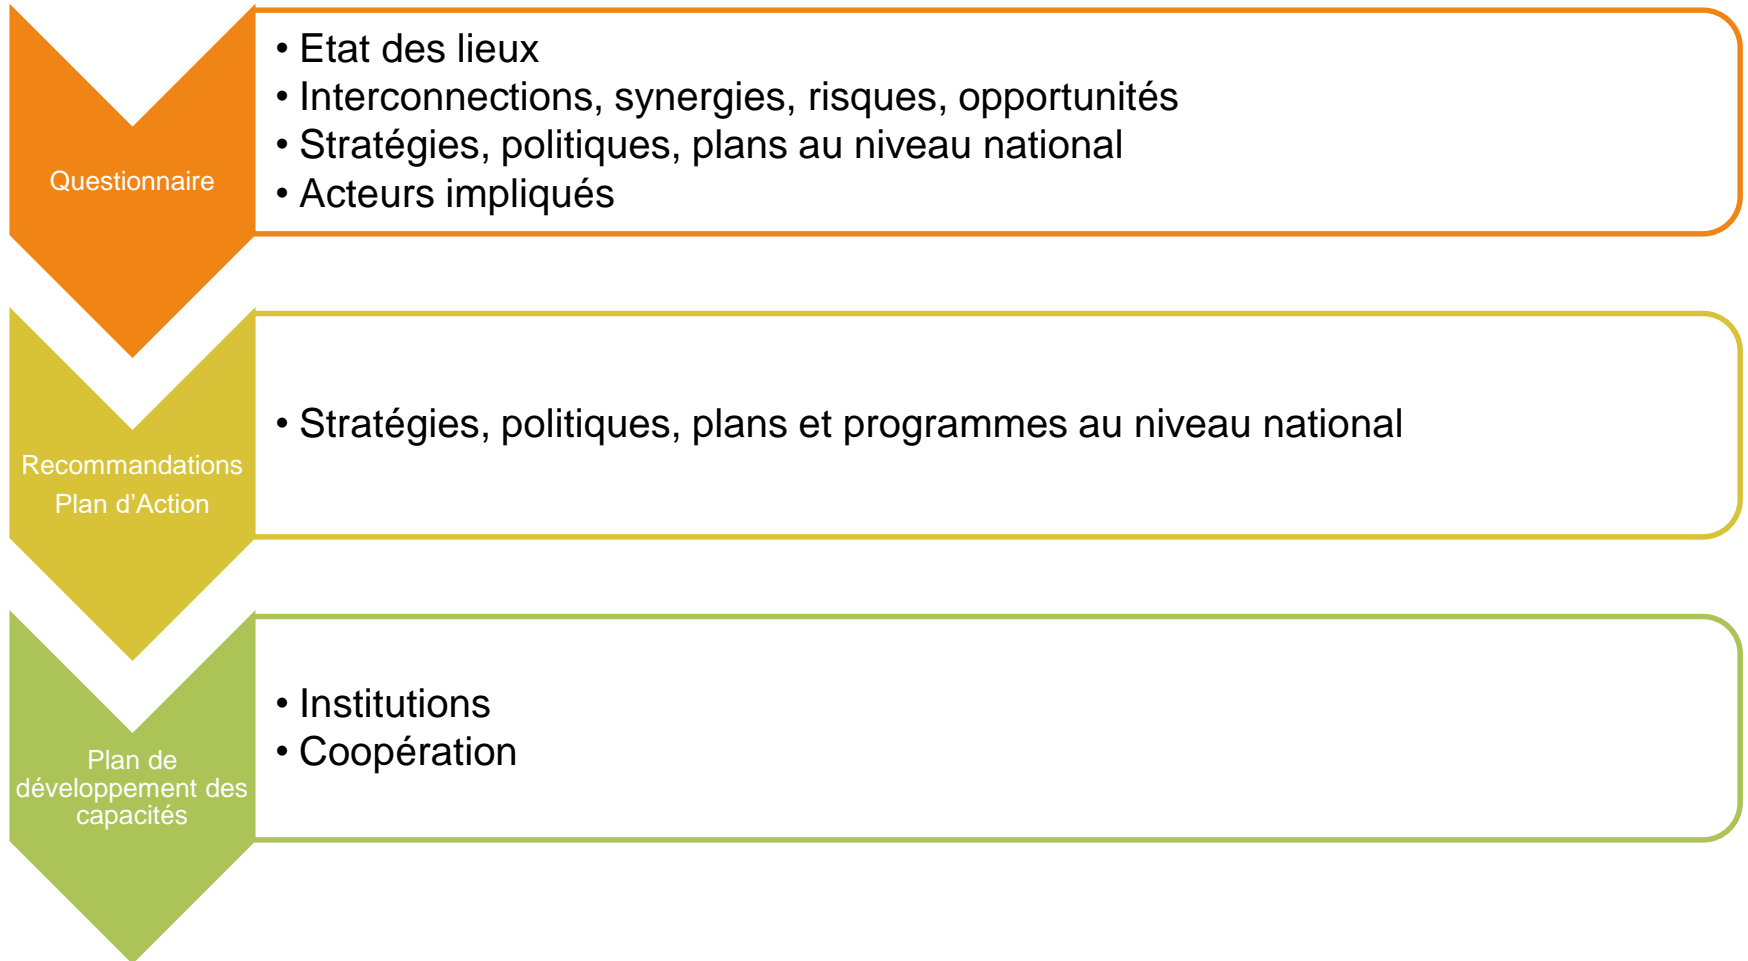 Questionnaire
• Etat des lieux
• Interconnections, synergies, risques, opportunités
• Stratégies, politiques, plans au niveau national
• Acteurs impliqués
Recommandations
Plan d’Action
• Stratégies, politiques, plans et programmes au niveau national
Plan de
développement des
capacités
• Institutions
• Coopération